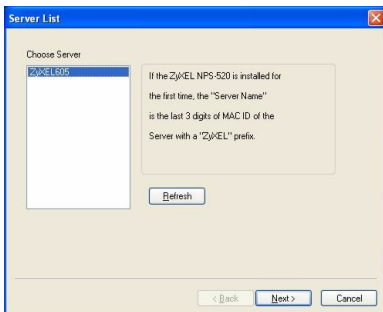 Server List
Choose Server
ZyXEL605
If the ZyXEL NPS-520 is installed for
the first time, the "Server Name"
is the last 3 digits of MAC ID of the
Server with a "ZyXEL" prefix.
Refresh
< Back
Next >
Cancel